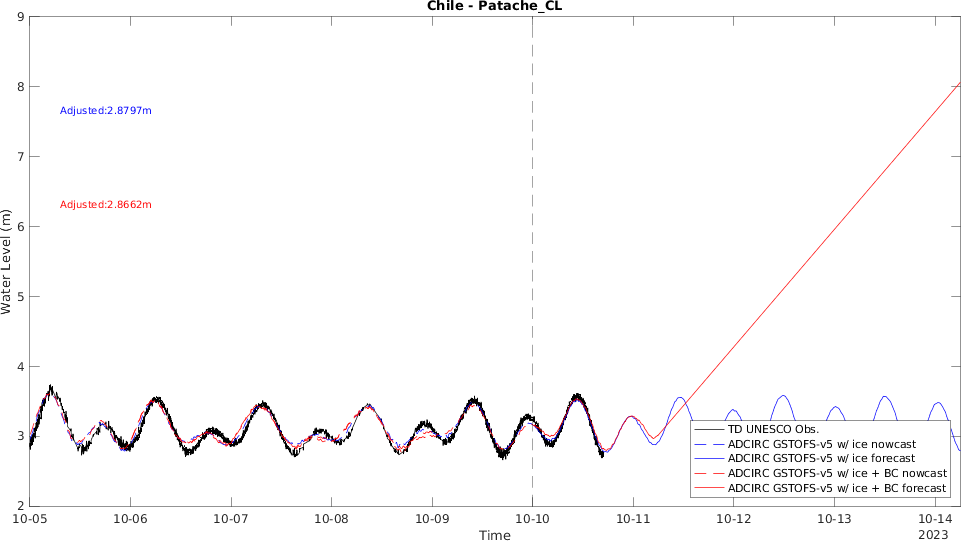 Chile - Patache_CL
9
8
7
6
5
4
3
2
Water Level (m)
Adjusted:2.8797m
Adjusted:2.8662m
TD UNESCO Obs.
ADCIRC GSTOFS-v5 w/ ice nowcast
ADCIRC GSTOFS-v5 w/ ice forecast
ADCIRC GSTOFS-v5 w/ ice + BC nowcast
ADCIRC GSTOFS-v5 w/ ice + BC forecast
10-05 10-06 10-07 10-08 10-09 10-10 10-11 10-12 10-13 10-14
Time
2023